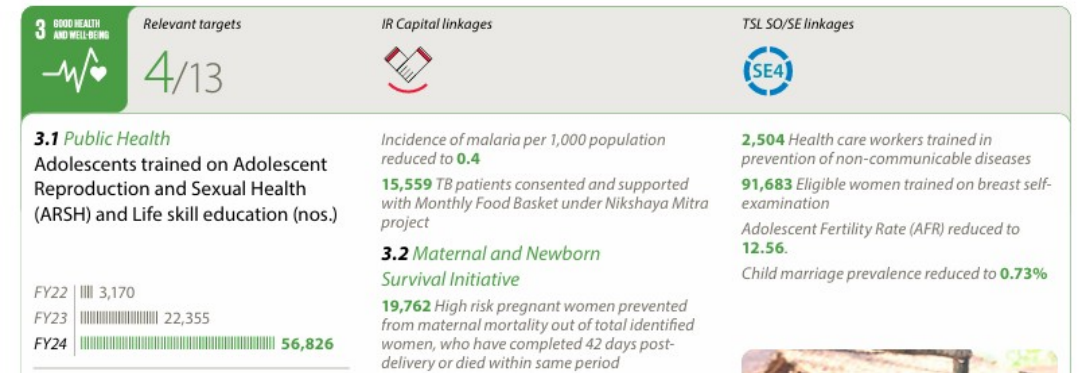 3 GOOD HEALTH
AND WELL-BEING
Relevant targets
4/13
IR Capital linkages
TSL SO/SE linkages
SE4
3.1 Public Health
Adolescents trained on Adolescent
Reproduction and Sexual Health
(ARSH) and Life skill education (nos.)
FY22 3,170
FY23 22,355
FY24 56,826
Incidence of malaria per 1,000 population
reduced to 0.4
15,559 TB patients consented and supported
with Monthly Food Basket under Nikshaya Mitra
project
3.2 Maternal and Newborn
Survival Initiative
19,762 High risk pregnant women prevented
from maternal mortality out of total identified
women, who have completed 42 days post-
delivery or died within same period
2,504 Health care workers trained in
prevention of non-communicable diseases
91,683 Eligible women trained on breast self-
examination
Adolescent Fertility Rate (AFR) reduced to
12.56.
Child marriage prevalence reduced to 0.73%